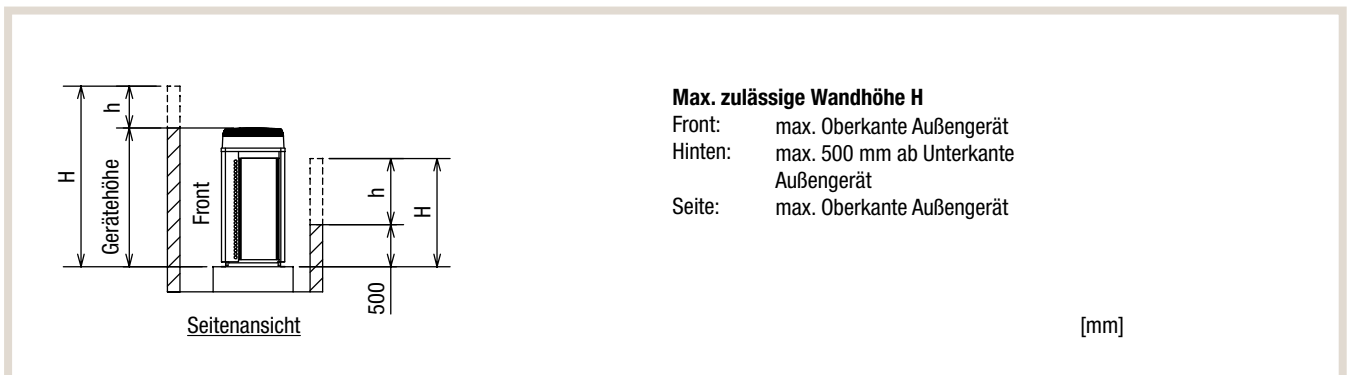 H
h
Gerätehöhe
Front
h
H
500
Seitenansicht
Max. zulässige Wandhöhe H
Front: max. Oberkante Außengerät
Hinten: max. 500 mm ab Unterkante
Außengerät
Seite: max. Oberkante Außengerät
[mm]